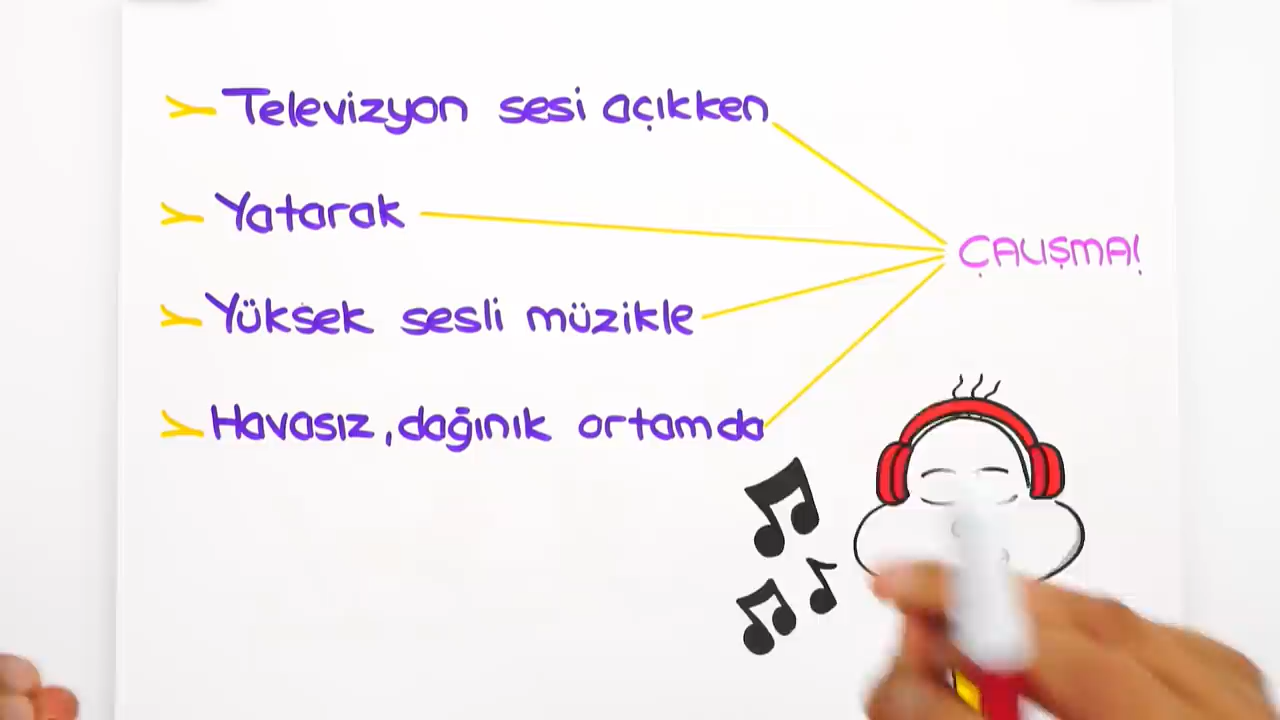 Televizyon sesi açıkken
Yatarak
Yüksek sesli müzikle
Havasız, dağınık ortamda
ÇALIŞMA!